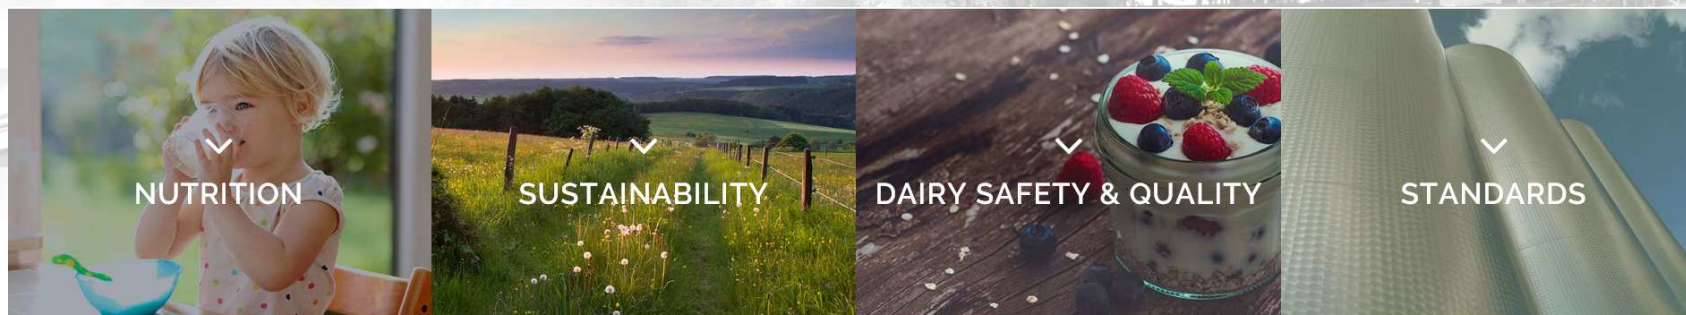 NUTRITION
SUSTAINABILITY
DAIRY SAFETY & QUALITY
STANDARDS